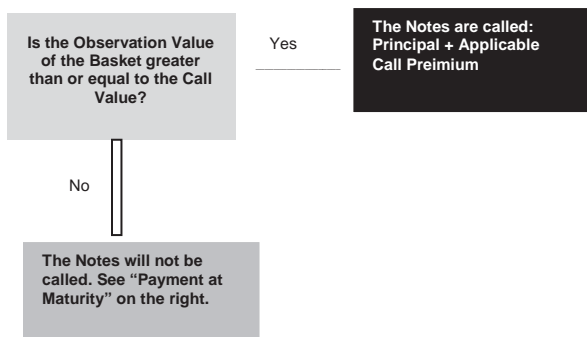 Is the Observation Value
of the Basket greater
than or equal to the Call
Value?
Yes
The Notes are called:
Principal + Applicable
Call Preimium
No
The Notes will not be
called. See “Payment at
Maturity” on the right.